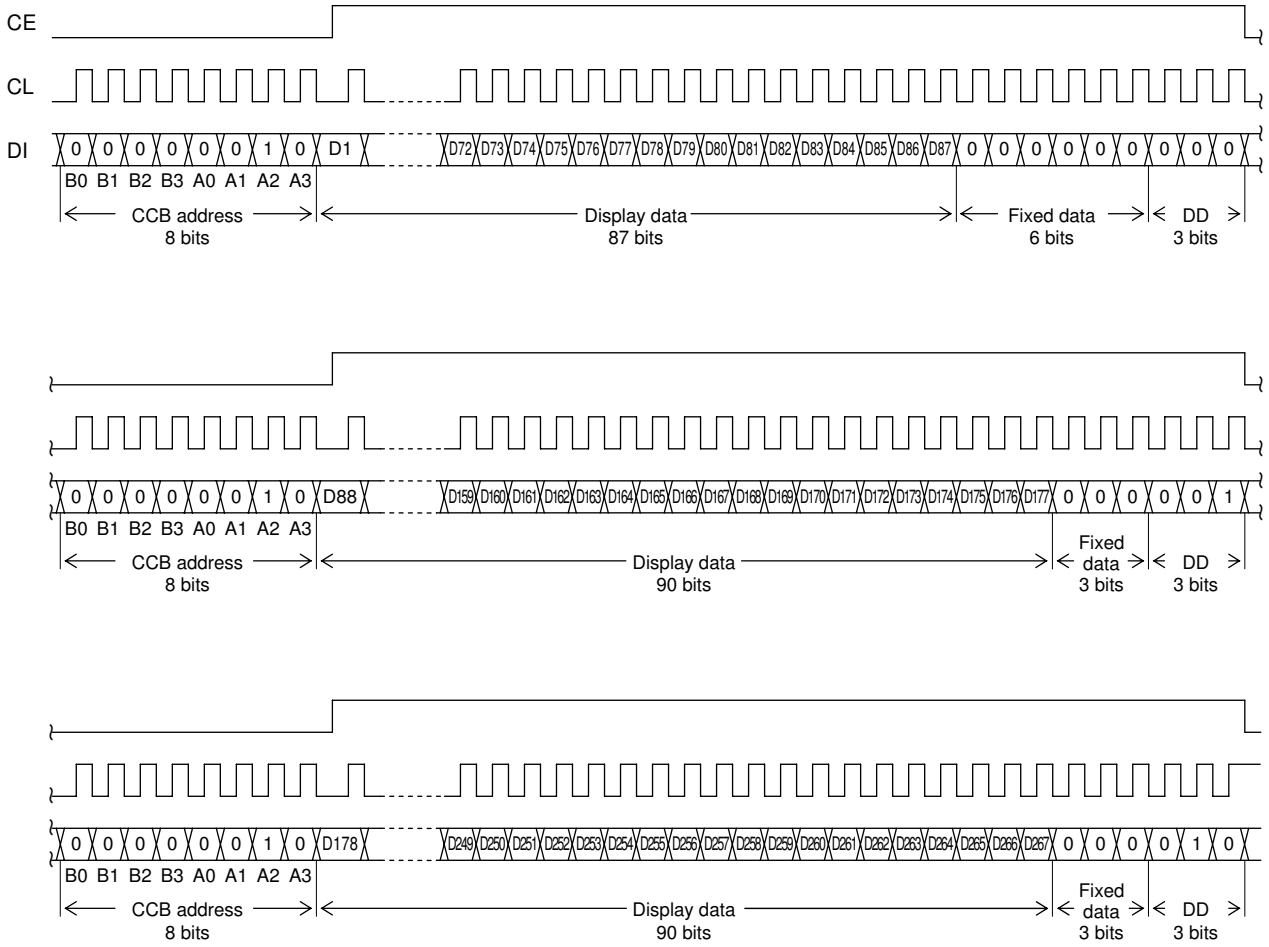 CE
CL
DI 0 0 0 0 0 0 1 0 D1 D72 D73 D74 D75 D76 D77 D78 D79 D80 D81 D82 D83 D84 D85 D86 D87 0 0 0 0 0 0 0 0 0
B0 B1 B2 B3 A0 A1 A2 A3
CCB address Display data Fixed data DD
8 bits 87 bits 6 bits 3 bits
0 0 0 0 0 0 1 0 D88 D159 D160 D161 D162 D163 D164 D165 D166 D167 D168 D169 D170 D171 D172 D173 D174 D175 D176 D177 0 0 0 0 0 1
B0 B1 B2 B3 A0 A1 A2 A3
Fixed
CCB address Display data data DD
8 bits 90 bits 3 bits 3 bits
0 0 0 0 0 0 1 0 D178 D249 D250 D251 D252 D253 D254 D255 D256 D257 D258 D259 D260 D261 D262 D263 D264 D265 D266 D267 0 0 0 0 1 0
B0 B1 B2 B3 A0 A1 A2 A3
Fixed
CCB address Display data data DD
8 bits 90 bits 3 bits 3 bits